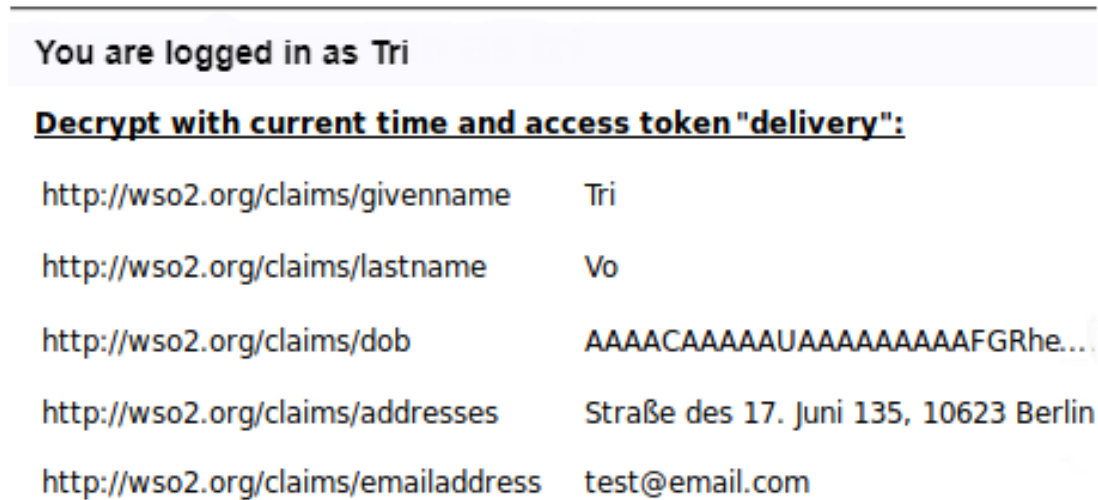 You are logged in as Tri
Decrypt with current time and access token "delivery":
http://wso2.org/claims/givenname Tri
http://wso2.org/claims/lastname Vo
http://wso2.org/claims/dob AAAACAAAAAUAAAAAAAAAFGRhe...
http://wso2.org/claims/addresses Straße des 17. Juni 135, 10623 Berlin
http://wso2.org/claims/emailaddress test@email.com